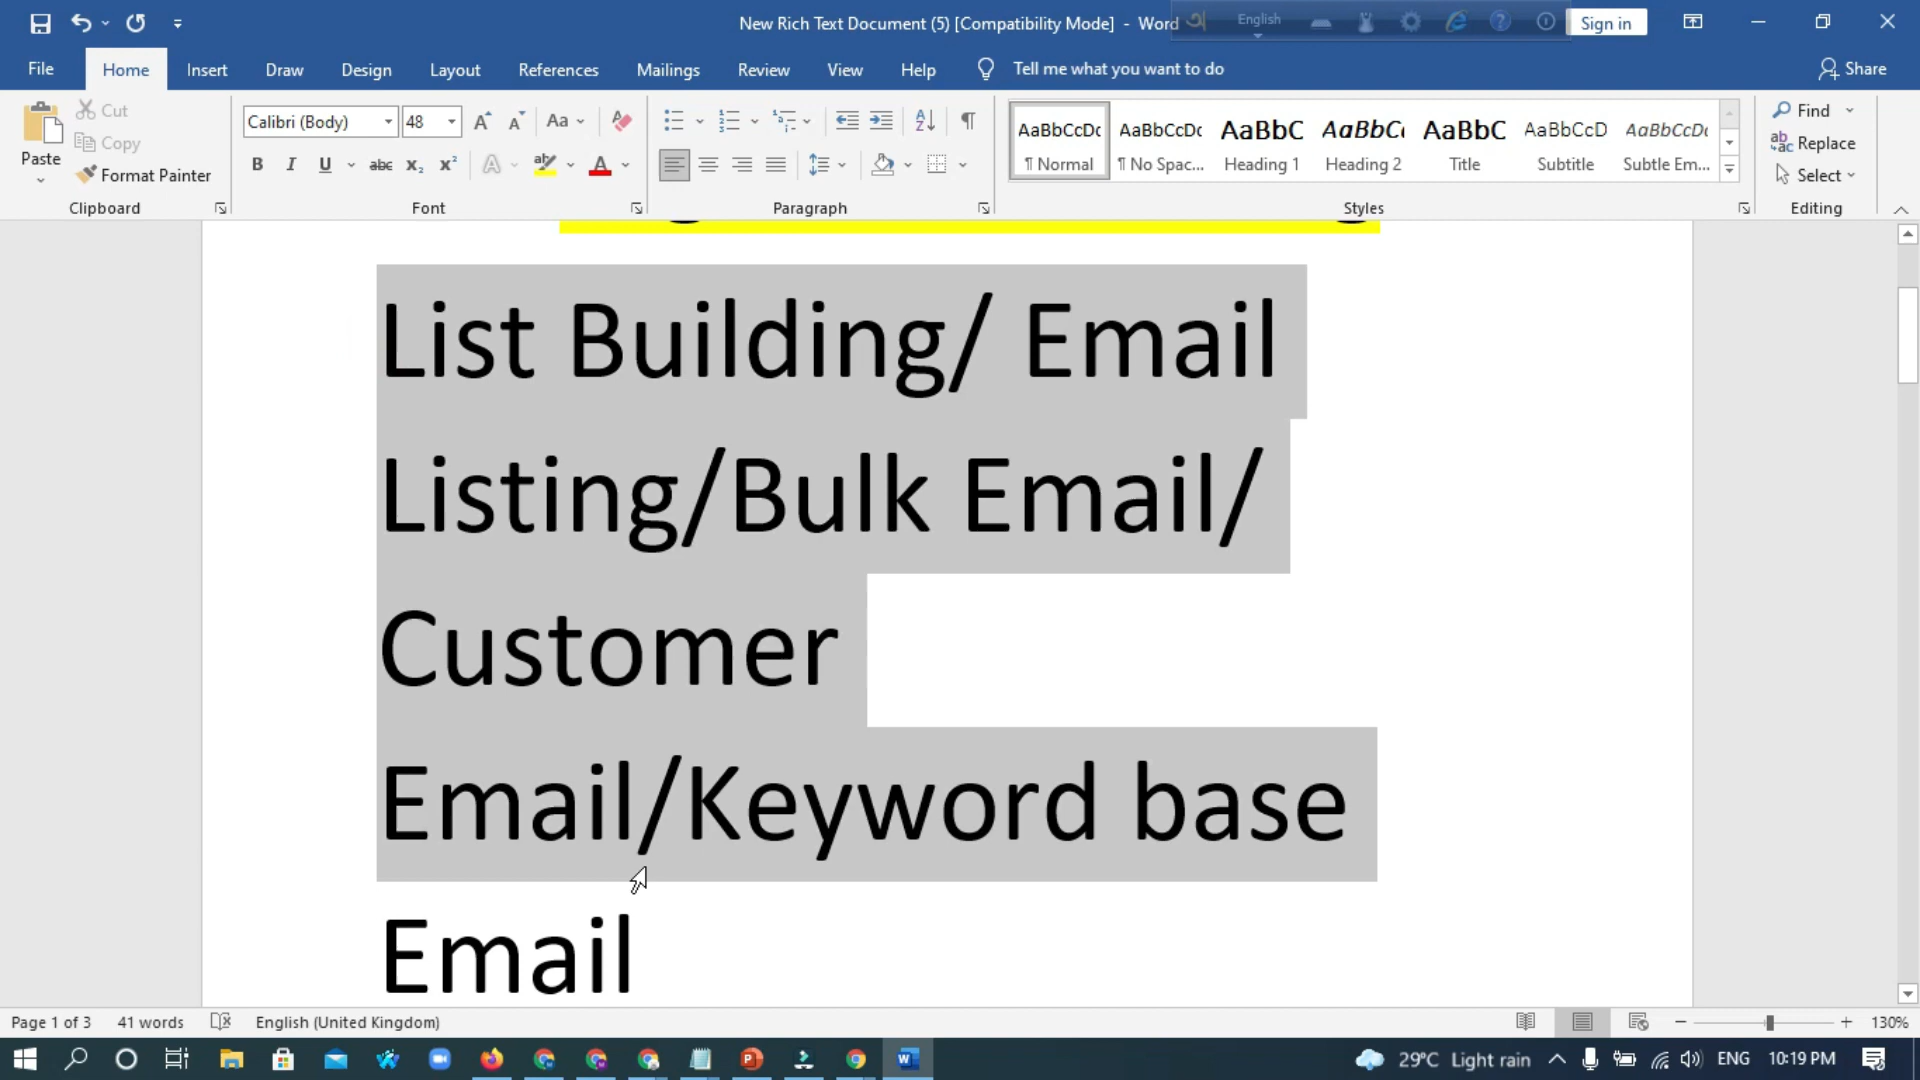 New Rich Text Document (5) [Compatibility Mode] - Word
অ English
Sign in
File Home Insert Draw Design Layout References Mailings Review View Help Tell me what you want to do Share
Paste
Cut
Copy
Format Painter
Clipboard
Calibri (Body) 48
Font
Paragraph
AaBbCcDc AaBbCcDc AaBbC AaBbC AaBbC AaBbCcD AaBbCcDc
¶ Normal ¶ No Spac... Heading 1 Heading 2 Title Subtitle Subtle Em...
Styles
Find
Replace
Select
Editing
List Building/ Email
Listing/Bulk Email/
Customer
Email/Keyword base
Email
Page 1 of 3 41 words English (United Kingdom) 130%
29°C Light rain ENG 10:19 PM